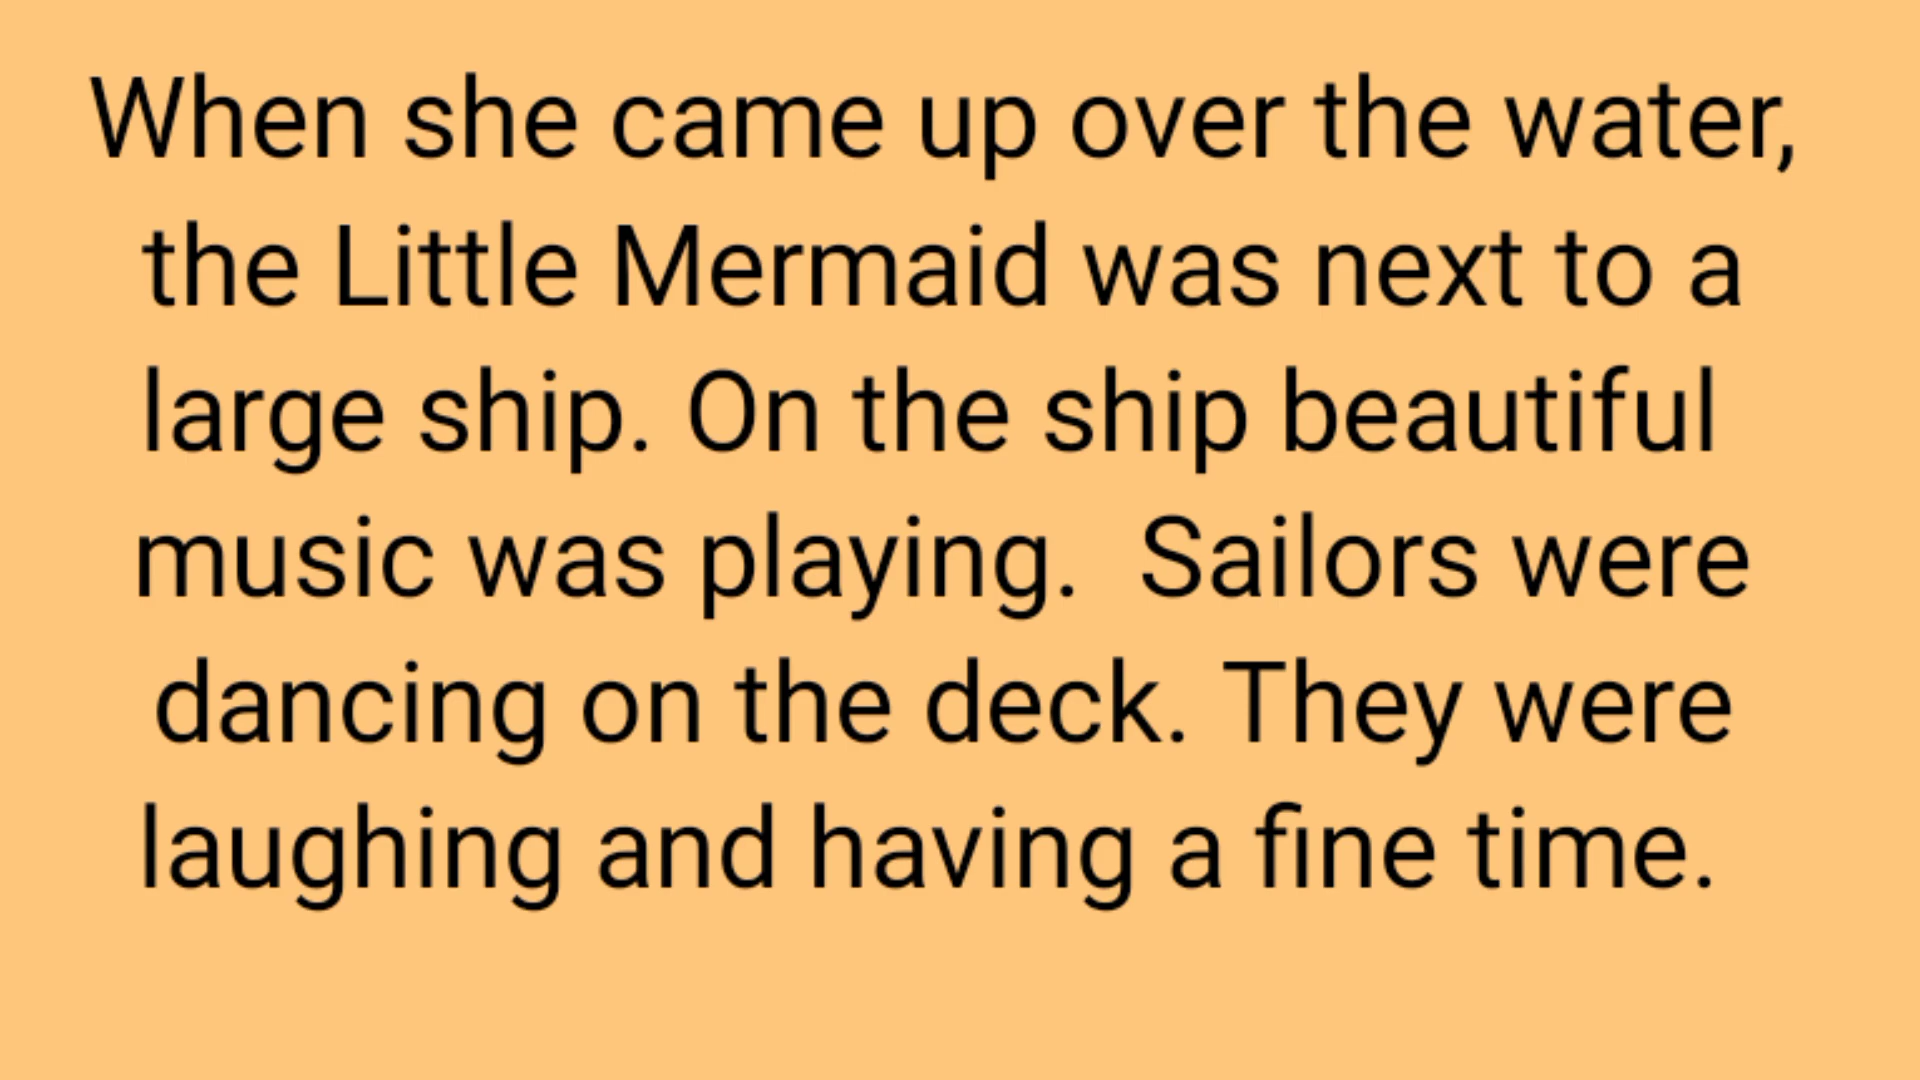 When she came up over the water,
the Little Mermaid was next to a
large ship. On the ship beautiful
music was playing.  Sailors were
dancing on the deck. They were
laughing and having a fine time.